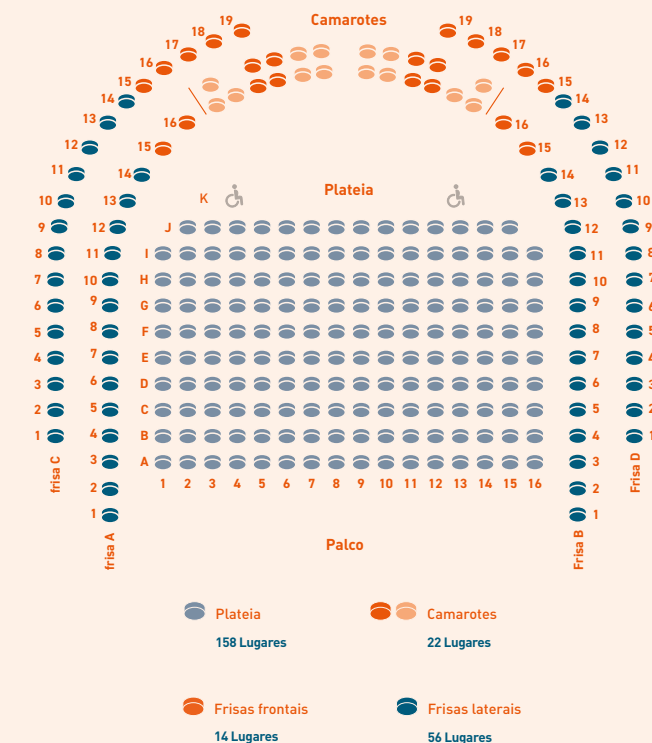 19 Camarotes 19
18 18
17 17
16 16
15 15
14 14
13 16 16 13
12 15 15 12
11 14 14 11
10 13 K Plateia 13 10
9 12 J 12 9
8 11 I 11 8
7 10 H 10 7
6 9 G 9 6
5 8 F 8 5
4 7 E 7 4
3 6 D 6 3
2 5 C 5 2
1 4 B 4 1
frisa C 3 A 3 Frisa D
2 1 2 3 4 5 6 7 8 9 10 11 12 13 14 15 16 2
1 1
frisa A Palco Frisa B
Plateia Camarotes
158 Lugares 22 Lugares
Frisas frontais Frisas laterais
14 Lugares 56 Lugares